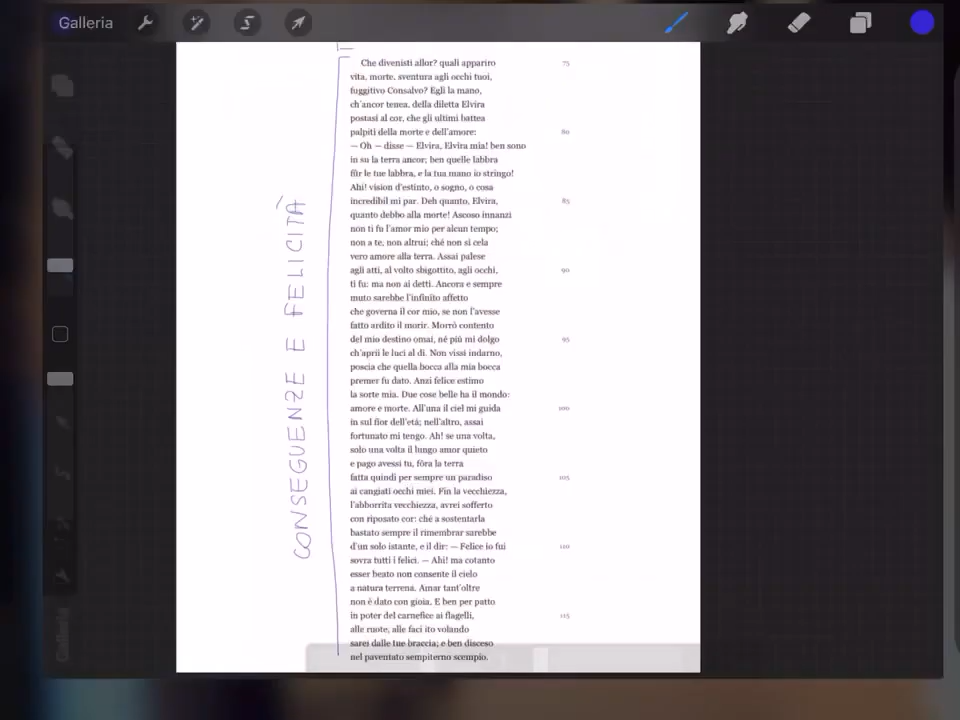 Galleria
Che divenisti allor? quali appariro
75
vita, morte, sventura agli occhi tuoi,
fuggitivo Consalvo? Egli la mano,
ch'ancor tenea, della diletta Elvira
postasi al cor, che gli ultimi battea
palpiti della morte e dell'amore:
80
— Oh — disse — Elvira, Elvira mia! ben sono
in su la terra ancor; ben quelle labbra
fûr le tue labbra, e la tua mano io stringo!
Ahi! vision d'estinto, o sogno, o cosa
incredibil mi par. Deh quanto, Elvira,
85
quanto debbo alla morte! Ascoso innanzi
non ti fu l'amor mio per alcun tempo;
non a te, non altrui; ché non si cela
vero amore alla terra. Assai palese
agli atti, al volto sbigottito, agli occhi,
90
ti fu: ma non ai detti. Ancora e sempre
muto sarebbe l'infinito affetto
che governa il cor mio, se non l'avesse
fatto ardito il morir. Morrò contento
del mio destino omai, né più mi dolgo
95
ch'aprii le luci al dì. Non vissi indarno,
poscia che quella bocca alla mia bocca
premer fu dato. Anzi felice estimo
la sorte mia. Due cose belle ha il mondo:
amore e morte. All'una il ciel mi guida
100
in sul fior dell'età; nell'altro, assai
fortunato mi tengo. Ah! se una volta,
solo una volta il lungo amor quieto
e pago avessi tu, fôra la terra
fatta quindi per sempre un paradiso
105
ai cangiati occhi miei. Fin la vecchiezza,
l'abborrita vecchiezza, avrei sofferto
con riposato cor: ché a sostentarla
bastato sempre il rimembrar sarebbe
d'un solo istante, e il dir: — Felice io fui
110
sovra tutti i felici. — Ahi! ma cotanto
esser beato non consente il cielo
a natura terrena. Amar tant'oltre
non è dato con gioia. E ben per patto
in poter del carnefice ai flagelli,
115
alle ruote, alle faci ito volando
sarei dalle tue braccia; e ben disceso
nel paventato sempiterno scempio.
CONSEGUENZE E FELICITÀ
Galleria